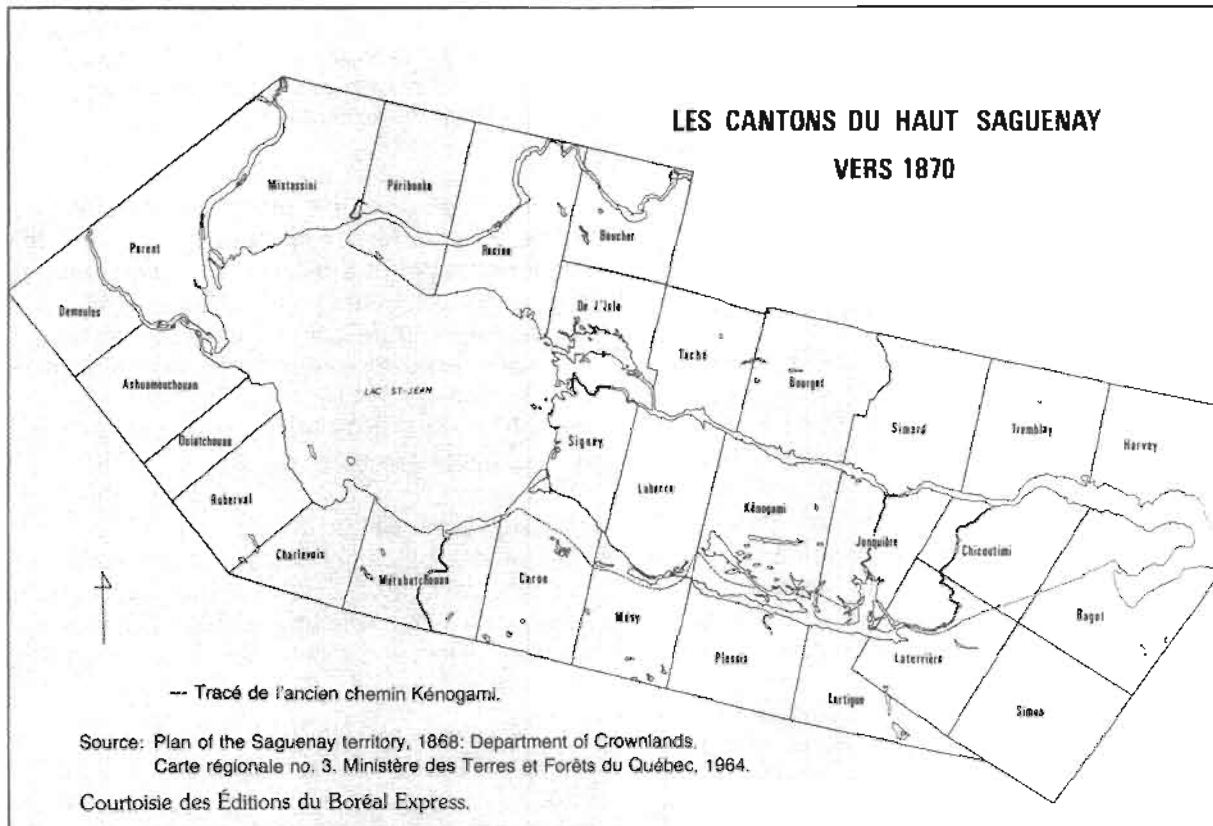 LES CANTONS DU HAUT SAGUENAY
VERS 1870
Mistassini
Péribonka
Racine
Boucher
Parent
Demeules
De l'Isle
Taché
Bourget
Ashuamouchouan
LAC ST-JEAN
Simard
Tremblay
Harvey
Ouiatchouan
Signay
Labarre
Roberval
Kénogami
Jonquière
Chicoutimi
Charlevoix
Métabetchouan
Caron
Mésy
Plessis
Laterrière
Bagot
Lartigue
Simon
--- Tracé de l'ancien chemin Kénogami.
Source: Plan of the Saguenay territory, 1868: Department of Crownlands.
Carte régionale no. 3. Ministère des Terres et Forêts du Québec, 1964.
Courtoisie des Éditions du Boréal Express.